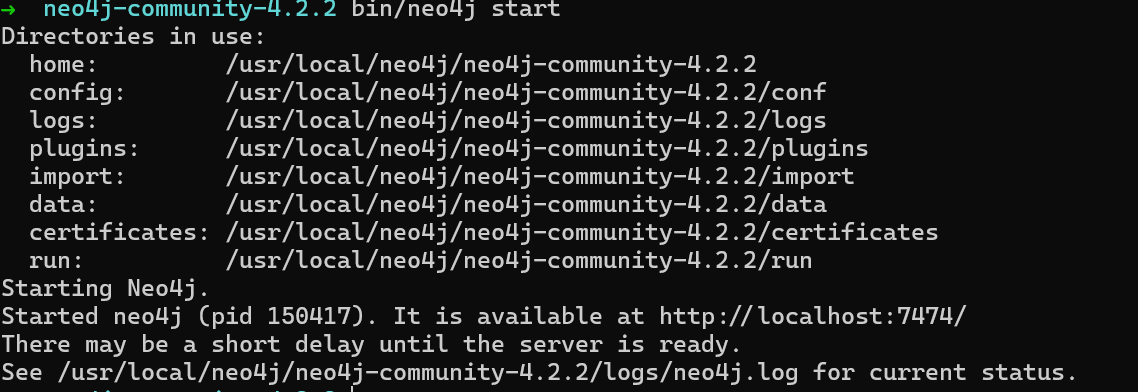 → neo4j-community-4.2.2 bin/neo4j start
Directories in use:
  home:         /usr/local/neo4j/neo4j-community-4.2.2
  config:       /usr/local/neo4j/neo4j-community-4.2.2/conf
  logs:         /usr/local/neo4j/neo4j-community-4.2.2/logs
  plugins:      /usr/local/neo4j/neo4j-community-4.2.2/plugins
  import:       /usr/local/neo4j/neo4j-community-4.2.2/import
  data:         /usr/local/neo4j/neo4j-community-4.2.2/data
  certificates: /usr/local/neo4j/neo4j-community-4.2.2/certificates
  run:          /usr/local/neo4j/neo4j-community-4.2.2/run
Starting Neo4j.
Started neo4j (pid 150417). It is available at http://localhost:7474/
There may be a short delay until the server is ready.
See /usr/local/neo4j/neo4j-community-4.2.2/logs/neo4j.log for current status.